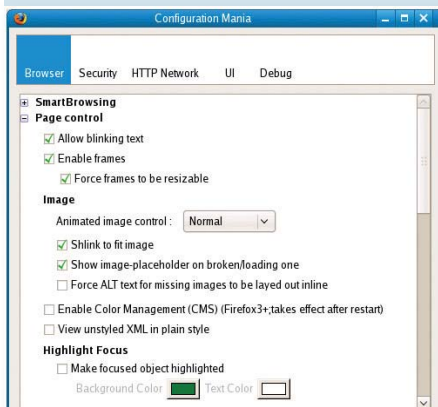 Configuration Mania
Browser Security HTTP Network UI Debug
SmartBrowsing
Page control
Allow blinking text
Enable frames
Force frames to be resizable
Image
Animated image control : Normal
Shlink to fit image
Show image-placeholder on broken/loading one
Force ALT text for missing images to be layed out inline
Enable Color Management (CMS) (Firefox3+;takes effect after restart)
View unstyled XML in plain style
Highlight Focus
Make focused object highlighted
Background Color Text Color